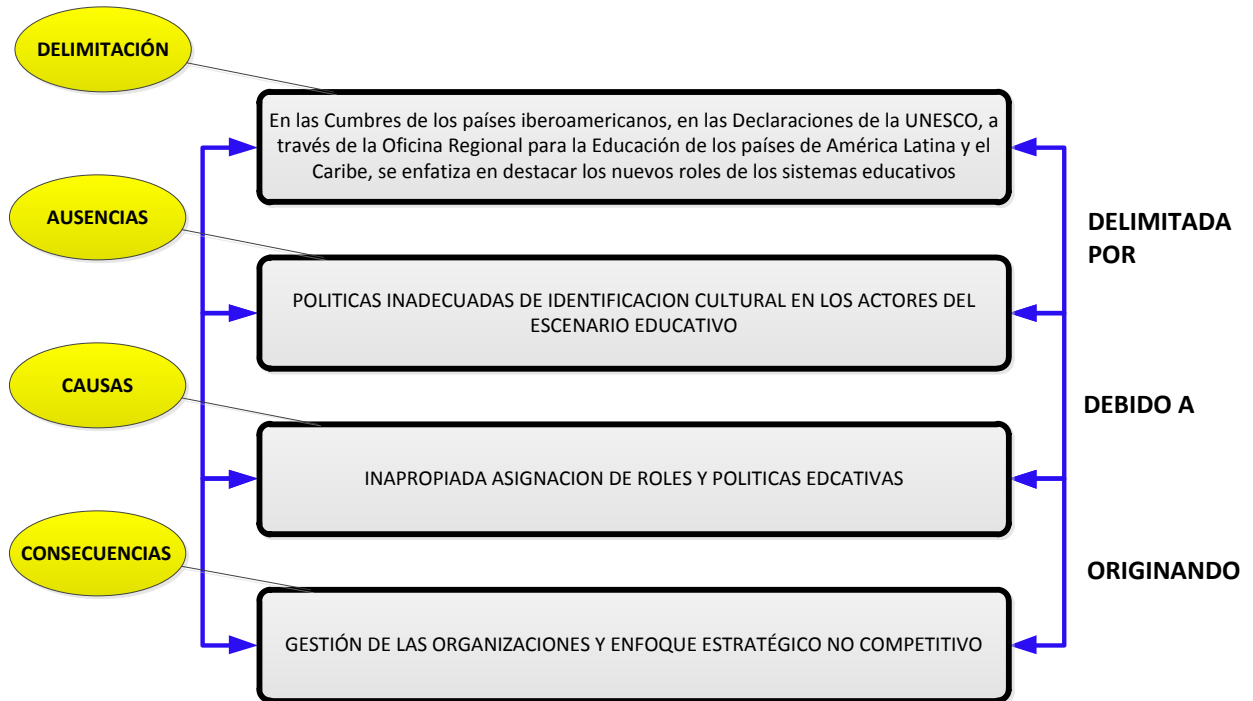 DELIMITACIÓN
En las Cumbres de los países iberoamericanos, en las Declaraciones de la UNESCO, a
través de la Oficina Regional para la Educación de los países de América Latina y el
Caribe, se enfatiza en destacar los nuevos roles de los sistemas educativos
AUSENCIAS
DELIMITADA
POR
POLITICAS INADECUADAS DE IDENTIFICACION CULTURAL EN LOS ACTORES DEL
ESCENARIO EDUCATIVO
CAUSAS
DEBIDO A
INAPROPIADA ASIGNACION DE ROLES Y POLITICAS EDCATIVAS
CONSECUENCIAS
ORIGINANDO
GESTIÓN DE LAS ORGANIZACIONES Y ENFOQUE ESTRATÉGICO NO COMPETITIVO